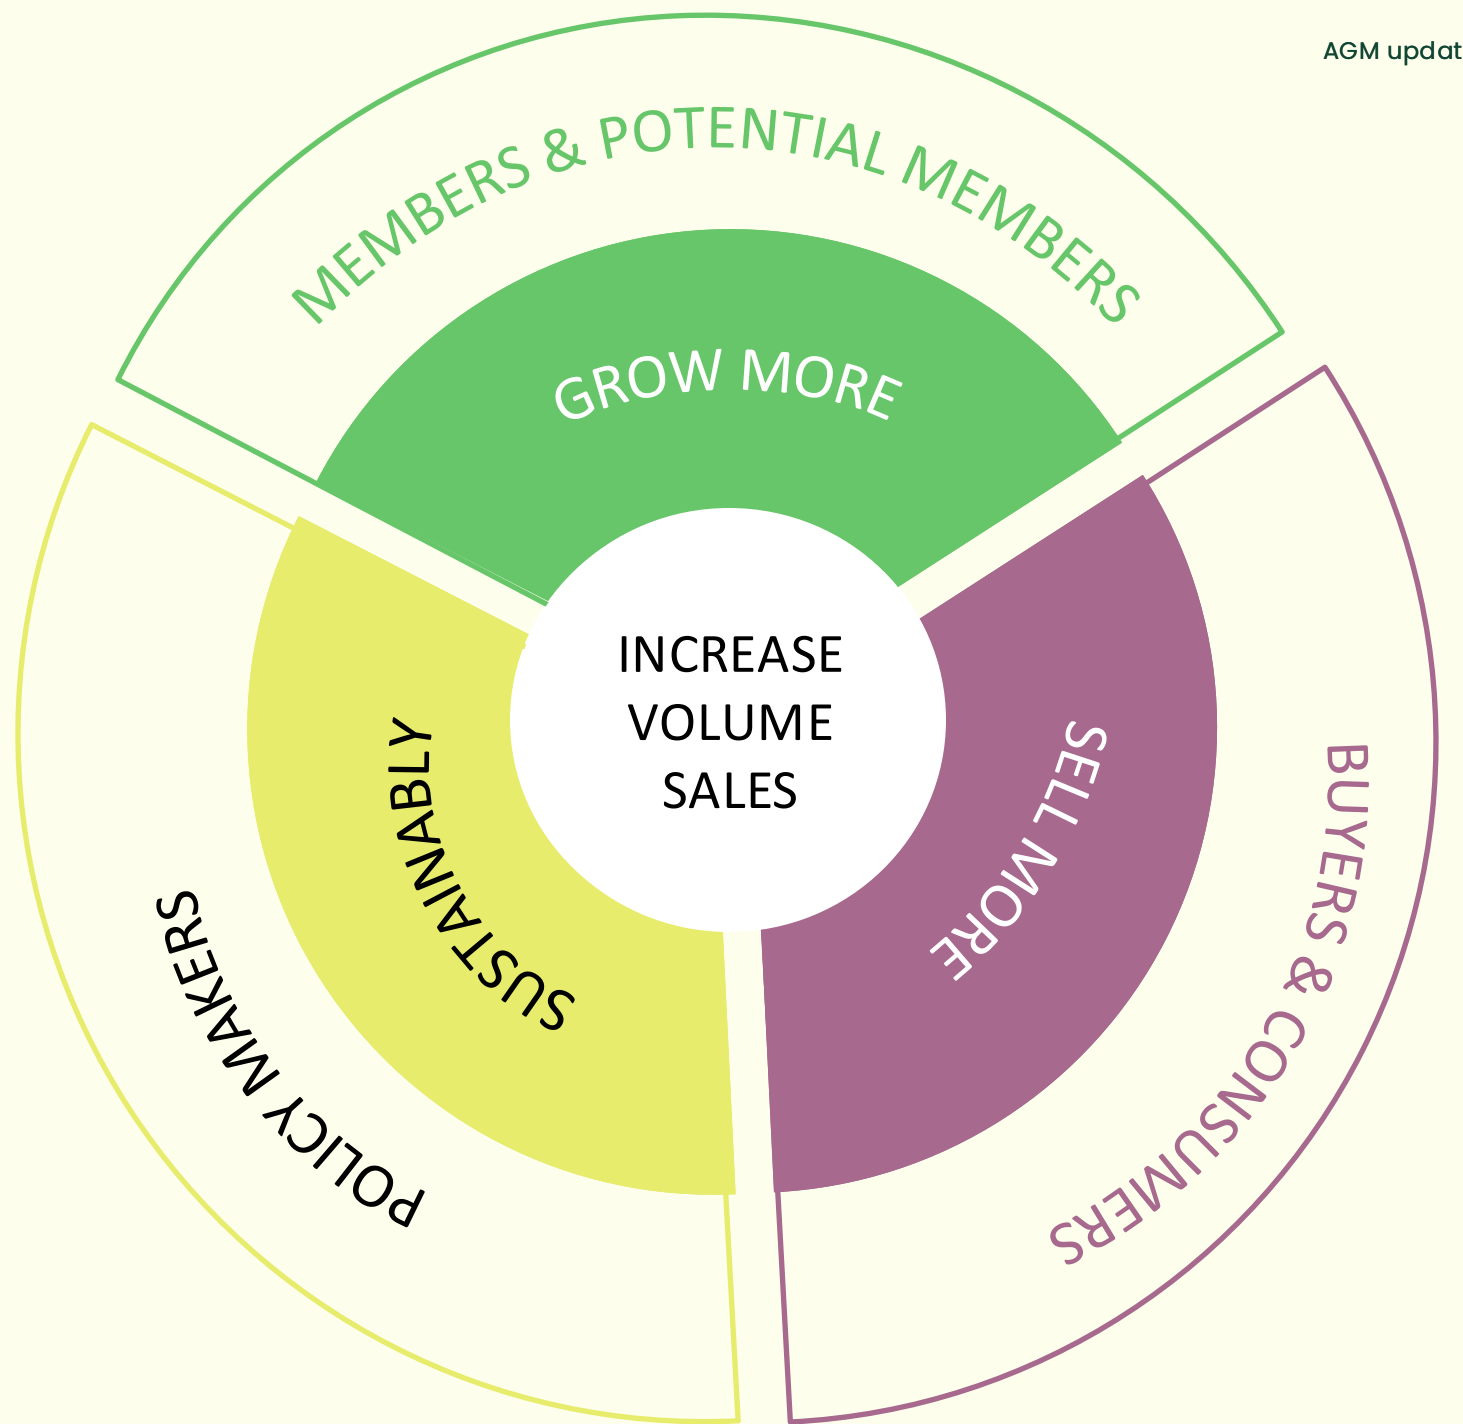 AGM updat
MEMBERS & POTENTIAL MEMBERS
GROW MORE
INCREASE
VOLUME
SALES
SELL MORE
BUYERS & CONSUMERS
SUSTAINABLY
POLICY MAKERS